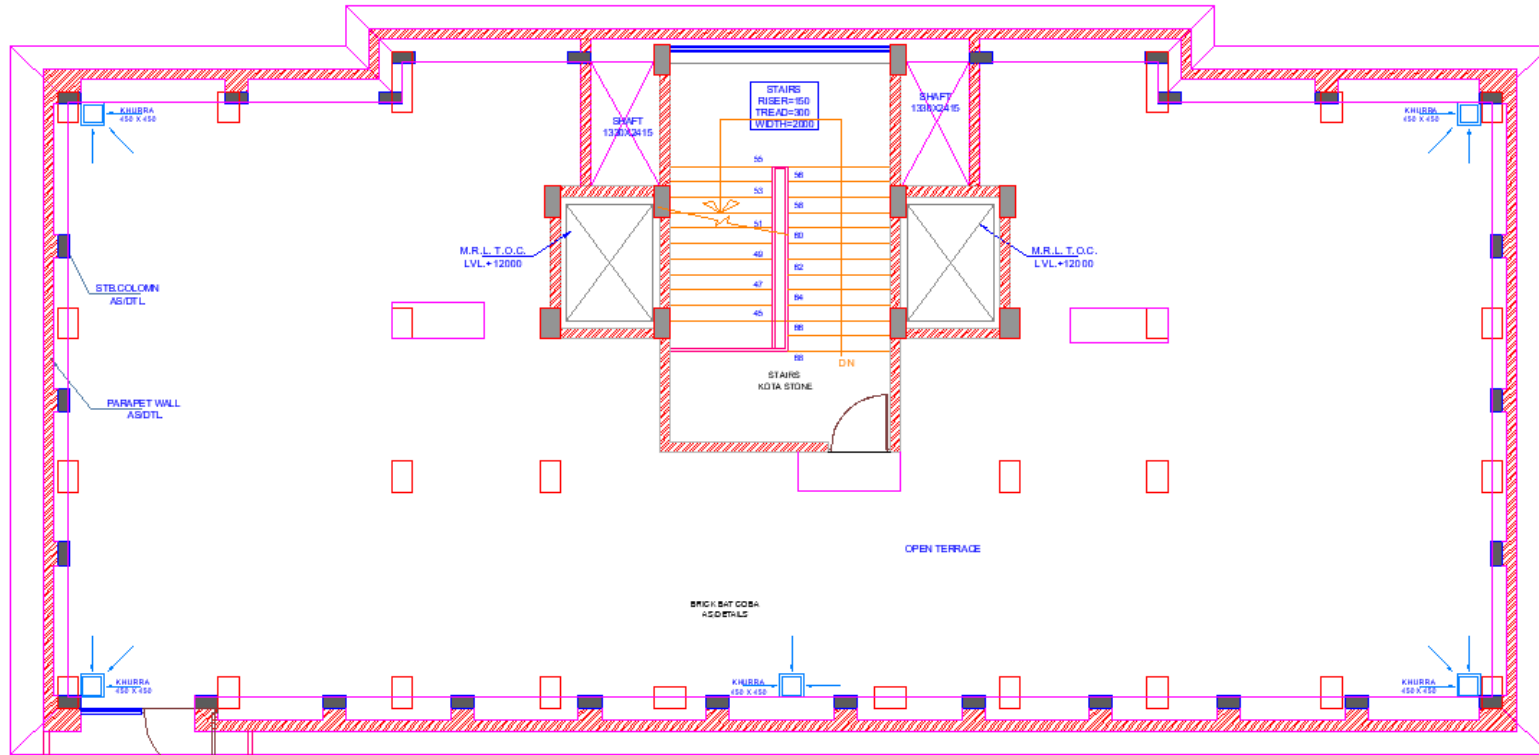 STAIRS
RISER=150
TREAD=300
WIDTH=2000
KHURRA
450 X 450
SHAFT
1330X2415
SHAFT
1330X2415
KHURRA
450 X 450
55
56
53
58
51
60
49
62
47
64
45
66
68
DN
M.R.L. T.O.C.
LVL.+12000
M.R.L. T.O.C.
LVL.+12000
STB.COLOMN
AS/DTL
STAIRS
KOTA STONE
PARAPET WALL
AS/DTL
OPEN TERRACE
BRICK BAT COBA
AS/DETAILS
KHURRA
450 X 450
KHURRA
450 X 450
KHURRA
450 X 450